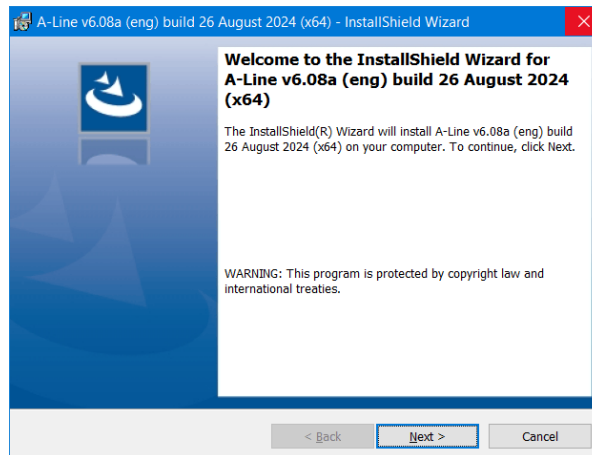 A-Line v6.08a (eng) build 26 August 2024 (x64) - InstallShield Wizard
Welcome to the InstallShield Wizard for
A-Line v6.08a (eng) build 26 August 2024
(x64)
The InstallShield(R) Wizard will install A-Line v6.08a (eng) build
26 August 2024 (x64) on your computer. To continue, click Next.
WARNING: This program is protected by copyright law and
international treaties.
< Back Next > Cancel